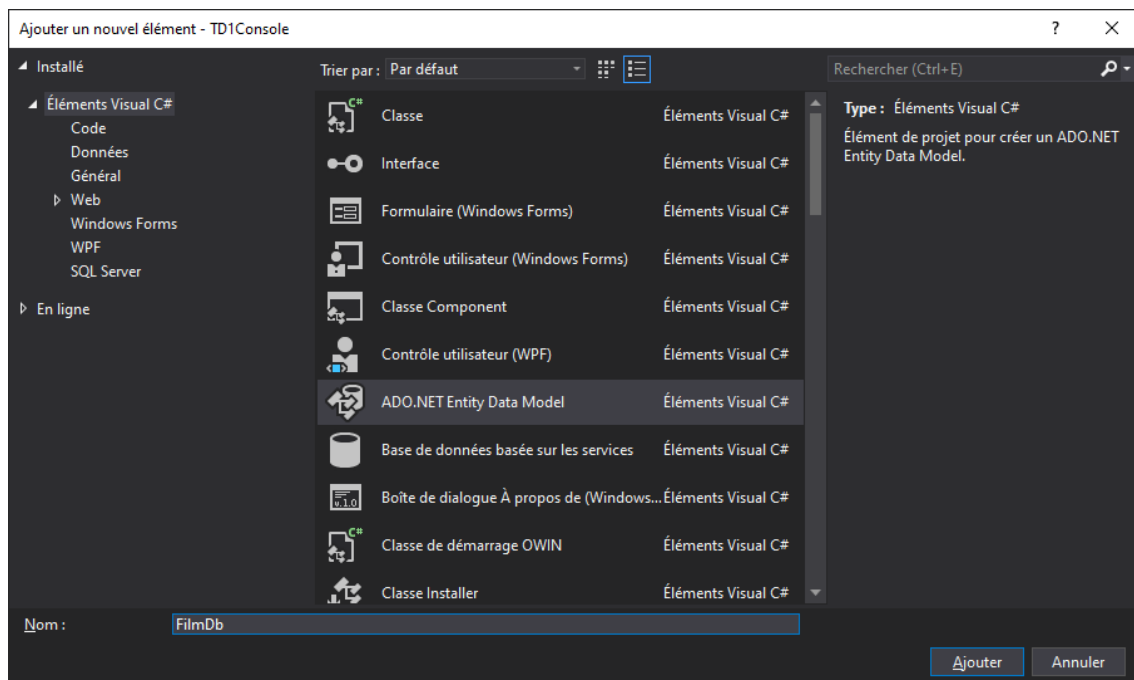 Ajouter un nouvel élément - TD1Console
Installé
Éléments Visual C#
Code
Données
Général
Web
Windows Forms
WPF
SQL Server
En ligne
Trier par : Par défaut
Classe Éléments Visual C#
Interface Éléments Visual C#
Formulaire (Windows Forms) Éléments Visual C#
Contrôle utilisateur (Windows Forms) Éléments Visual C#
Classe Component Éléments Visual C#
Contrôle utilisateur (WPF) Éléments Visual C#
ADO.NET Entity Data Model Éléments Visual C#
Base de données basée sur les services Éléments Visual C#
Boîte de dialogue À propos de (Windows... Éléments Visual C#
Classe de démarrage OWIN Éléments Visual C#
Classe Installer Éléments Visual C#
Rechercher (Ctrl+E)
Type : Éléments Visual C#
Élément de projet pour créer un ADO.NET
Entity Data Model.
Nom : FilmDb
Ajouter Annuler